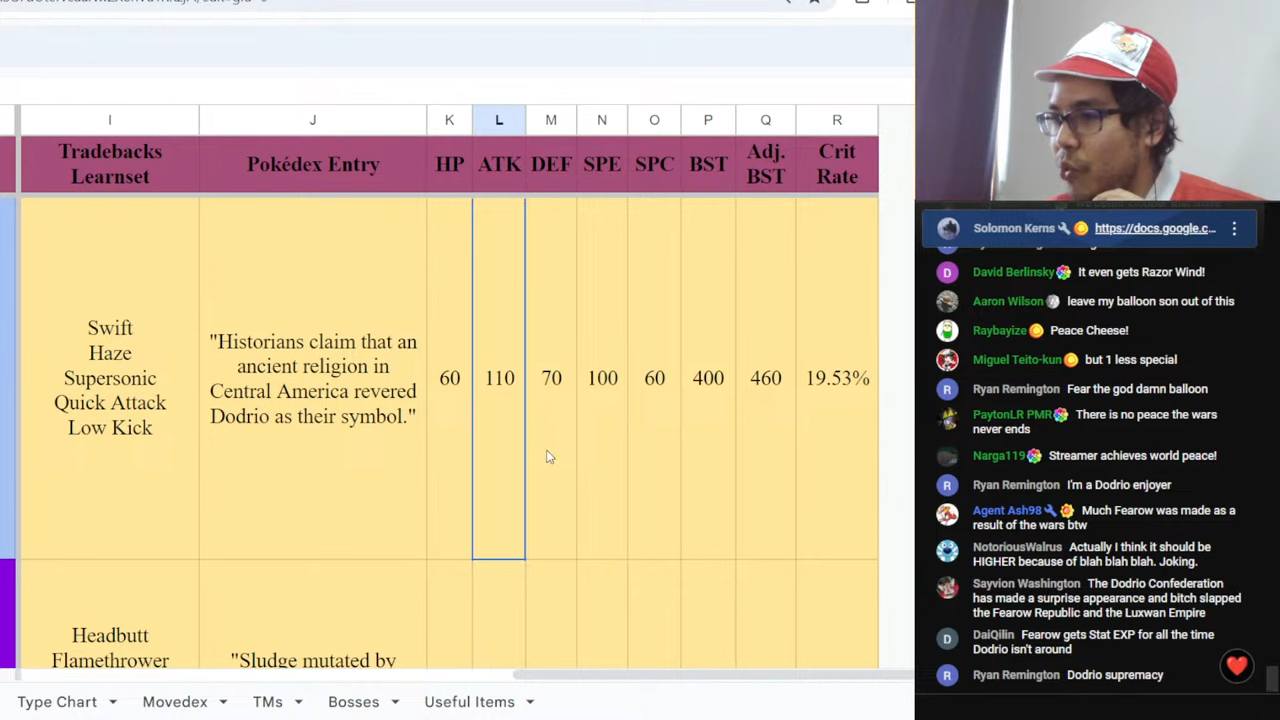 I J K L M N O P Q R
Tradebacks
Learnset
Pokédex Entry
HP
ATK
DEF
SPE
SPC
BST
Adj.
BST
Crit
Rate
Swift
Haze
Supersonic
Quick Attack
Low Kick
"Historians claim that an
ancient religion in
Central America revered
Dodrio as their symbol."
60
110
70
100
60
400
460
19.53%
Headbutt
Flamethrower
"Sludge mutated by
Type Chart
Movedex
TMs
Bosses
Useful Items
Solomon Kerns https://docs.google.c...
David Berlinsky It even gets Razor Wind!
Aaron Wilson leave my balloon son out of this
Raybayize Peace Cheese!
Miguel Teito-kun but 1 less special
Ryan Remington Fear the god damn balloon
PaytonLR PMR There is no peace the wars
never ends
Narga119 Streamer achieves world peace!
Ryan Remington I'm a Dodrio enjoyer
Agent Ash98 Much Fearow was made as a
result of the wars btw
NotoriousWalrus Actually I think it should be
HIGHER because of blah blah blah. Joking.
Sayvion Washington The Dodrio Confederation
has made a surprise appearance and bitch slapped
the Fearow Republic and the Luxwan Empire
DaiQilin Fearow gets Stat EXP for all the time
Dodrio isn't around
Ryan Remington Dodrio supremacy